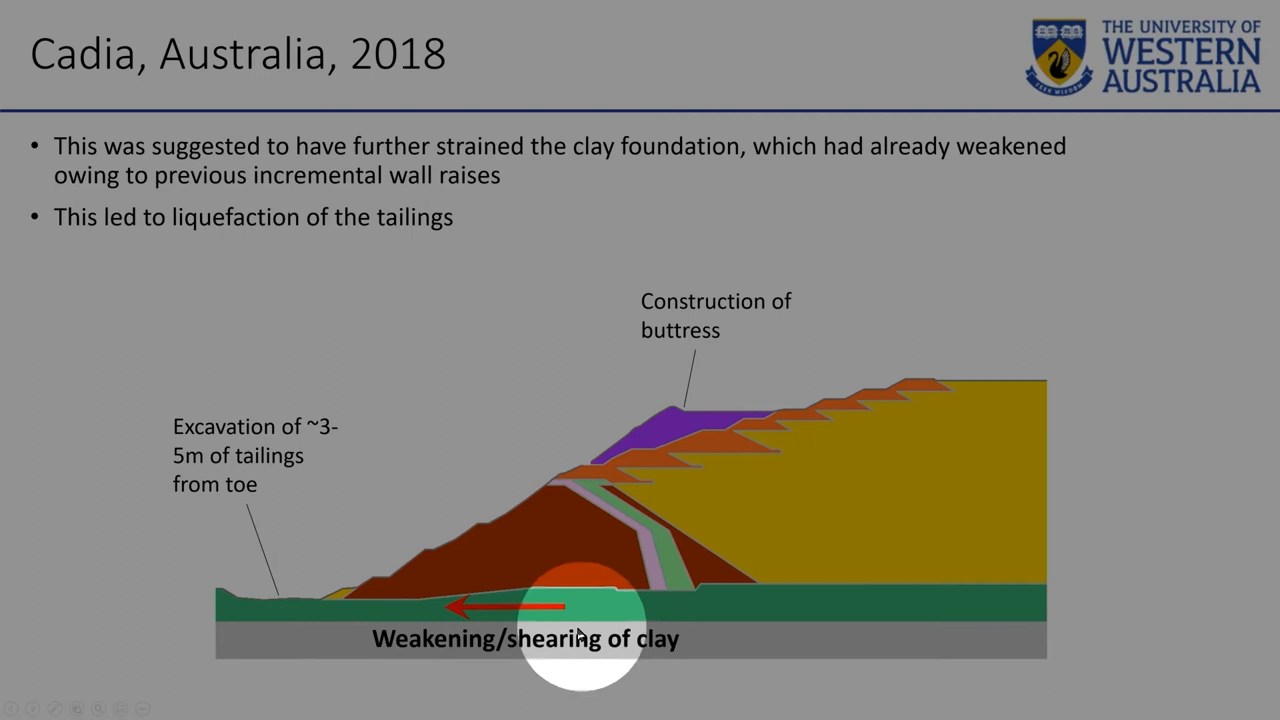 Cadia, Australia, 2018
THE UNIVERSITY OF
WESTERN
AUSTRALIA
SEEK WISDOM
• This was suggested to have further strained the clay foundation, which had already weakened
owing to previous incremental wall raises
• This led to liquefaction of the tailings
Construction of
buttress
Excavation of ~3-
5m of tailings
from toe
Weakening/shearing of clay